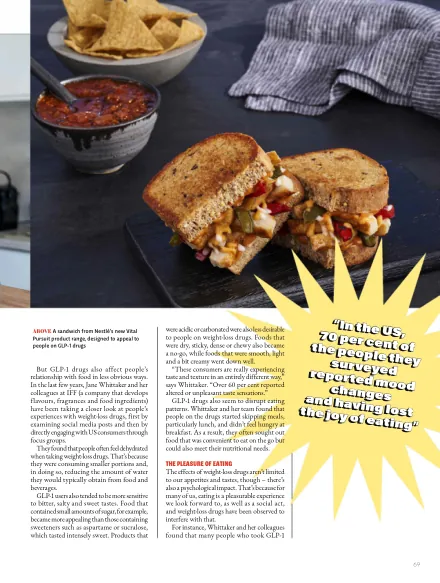 ABOVE A sandwich from Nestlé's new Vital
Pursuit product range, designed to appeal to
people on GLP-1 drugs
But GLP-1 drugs also affect people's
relationship with food in less obvious ways.
In the last few years, Jane Whittaker and her
colleagues at IFF (a company that develops
flavours, fragrances and food ingredients)
have been taking a closer look at people's
experiences with weight-loss drugs, first by
examining social media posts and then by
directly engaging with US consumers through
focus groups.
They found that people often feel dehydrated
when taking weight-loss drugs. That's because
they were consuming smaller portions and,
in doing so, reducing the amount of water
they would typically obtain from food and
beverages.
GLP-1 users also tended to be more sensitive
to bitter, salty and sweet tastes. Food that
contained small amounts of sugar, for example,
became more appealing than those containing
sweeteners such as aspartame or sucralose,
which tasted intensely sweet. Products that
were acidic or carbonated were also less desirable
to people on weight-loss drugs. Foods that
were dry, sticky, dense or chewy also became
a no-go, while foods that were smooth, light
and a bit creamy went down well.
"These consumers are really experiencing
taste and texture in an entirely different way,"
says Whittaker. "Over 60 per cent reported
altered or unpleasant taste sensations."
GLP-1 drugs also seem to disrupt eating
patterns. Whittaker and her team found that
people on the drugs started skipping meals,
particularly lunch, and didn't feel hungry at
breakfast. As a result, they often sought out
food that was convenient to eat on the go but
could also meet their nutritional needs.
THE PLEASURE OF EATING
The effects of weight-loss drugs aren't limited
to our appetites and tastes, though – there's
also a psychological impact. That's because for
many of us, eating is a pleasurable experience
we look forward to, as well as a social act,
and weight-loss drugs have been observed to
interfere with that.
For instance, Whittaker and her colleagues
found that many people who took GLP-1
"In the US,
70 per cent of
the people they
surveyed
reported mood
changes
and having lost
the joy of eating"
69